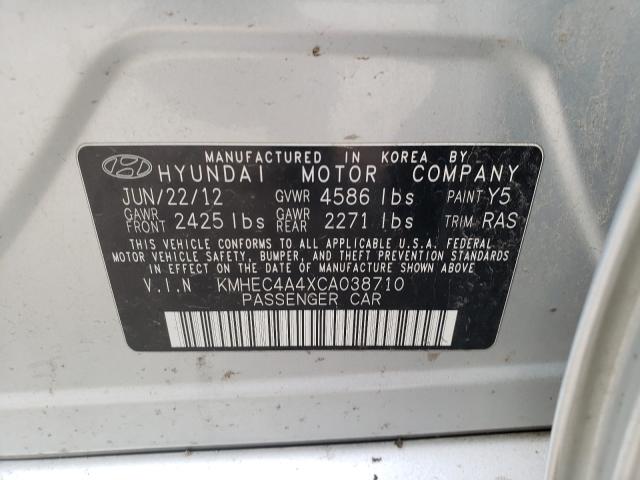 MANUFACTURED IN KOREA BY
HYUNDAI MOTOR COMPANY
JUN/22/12 GVWR 4586 lbs PAINT Y5
GAWR FRONT 2425 lbs GAWR REAR 2271 lbs TRIM RAS
THIS VEHICLE CONFORMS TO ALL APPLICABLE U.S.A. FEDERAL
MOTOR VEHICLE SAFETY, BUMPER, AND THEFT PREVENTION STANDARDS
IN EFFECT ON THE DATE OF MANUFACTURE SHOWN ABOVE
V.I.N KMHEC4A4XCA038710
PASSENGER CAR